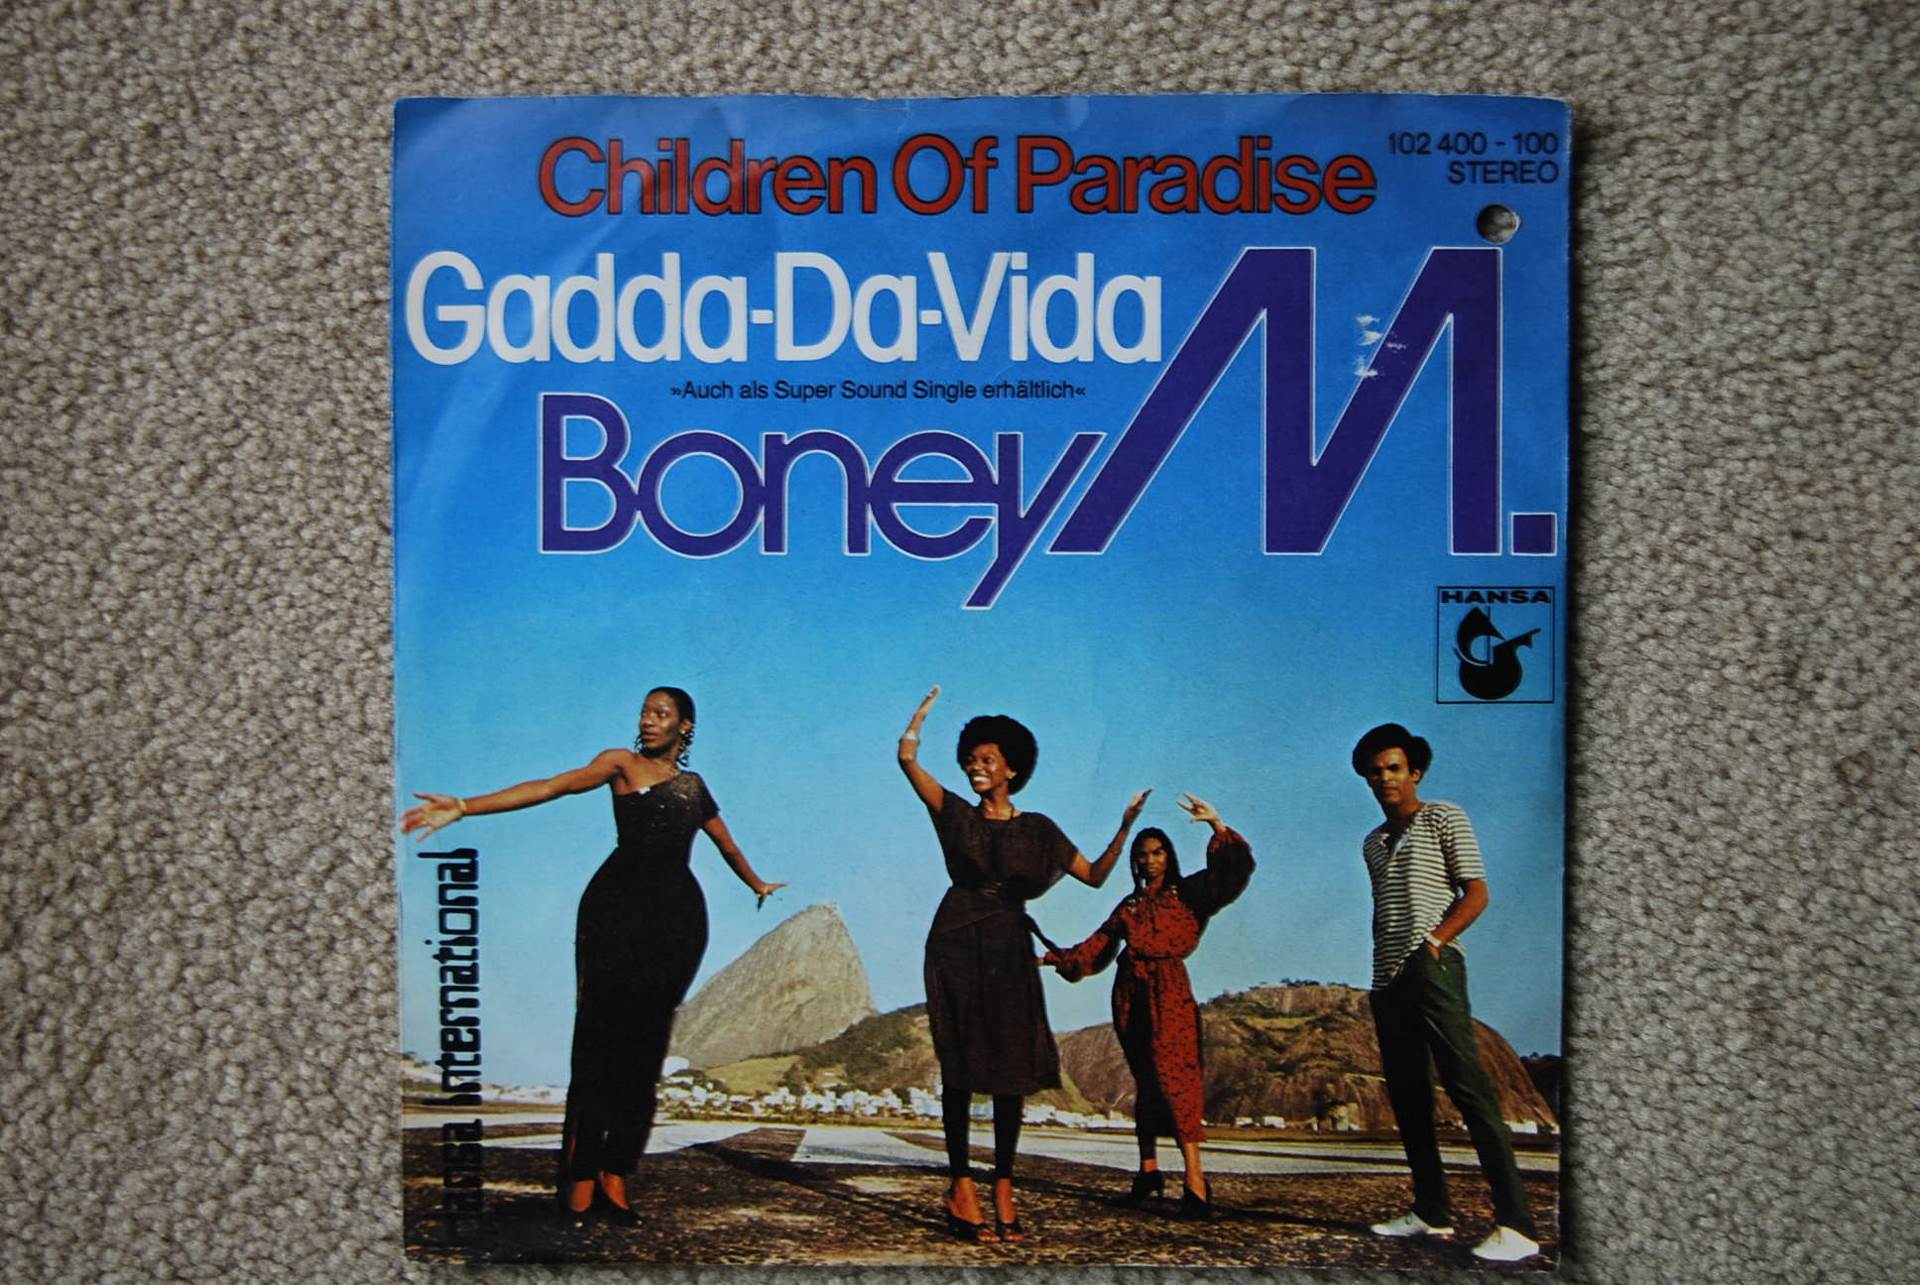 Children Of Paradise
102 400 - 100
STEREO
Gadda-Da-Vida
»Auch als Super Sound Single erhältlich«
Boney M.
HANSA
Hansa International